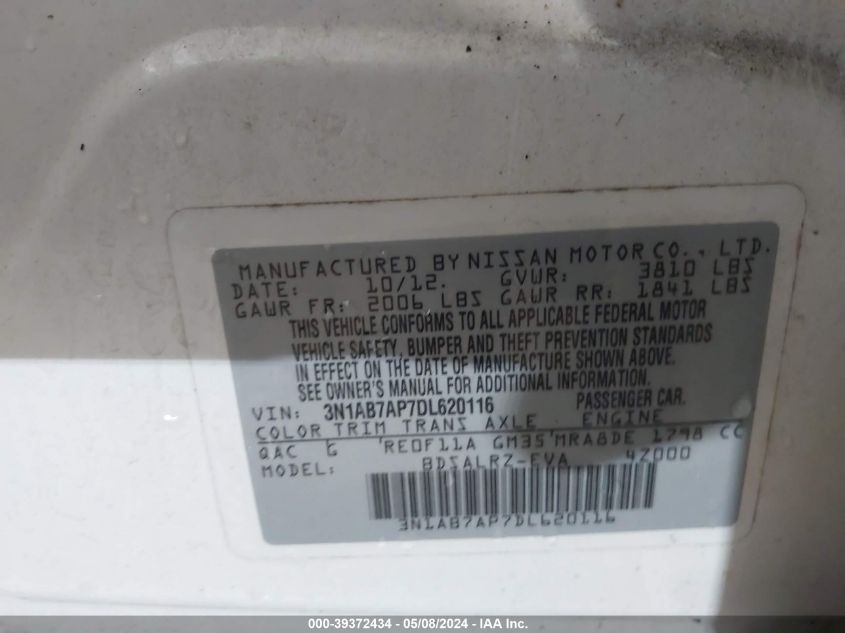 MANUFACTURED BY NISSAN MOTOR CO., LTD.
DATE: 10/12. GVWR: 3810 LBS
GAWR FR: 2006 LBS GAWR RR: 1841 LBS
THIS VEHICLE CONFORMS TO ALL APPLICABLE FEDERAL MOTOR
VEHICLE SAFETY, BUMPER AND THEFT PREVENTION STANDARDS
IN EFFECT ON THE DATE OF MANUFACTURE SHOWN ABOVE.
SEE OWNER'S MANUAL FOR ADDITIONAL INFORMATION.
VIN: 3N1AB7AP7DL620116 PASSENGER CAR.
COLOR TRIM TRANS AXLE ENGINE
QAC G RE0F11A GM35 MRA8DE 1798 CC
MODEL: BDSALRZ-EVA 4Z000
3N1AB7AP7DL620116
000-39372434 - 05/08/2024 - IAA Inc.